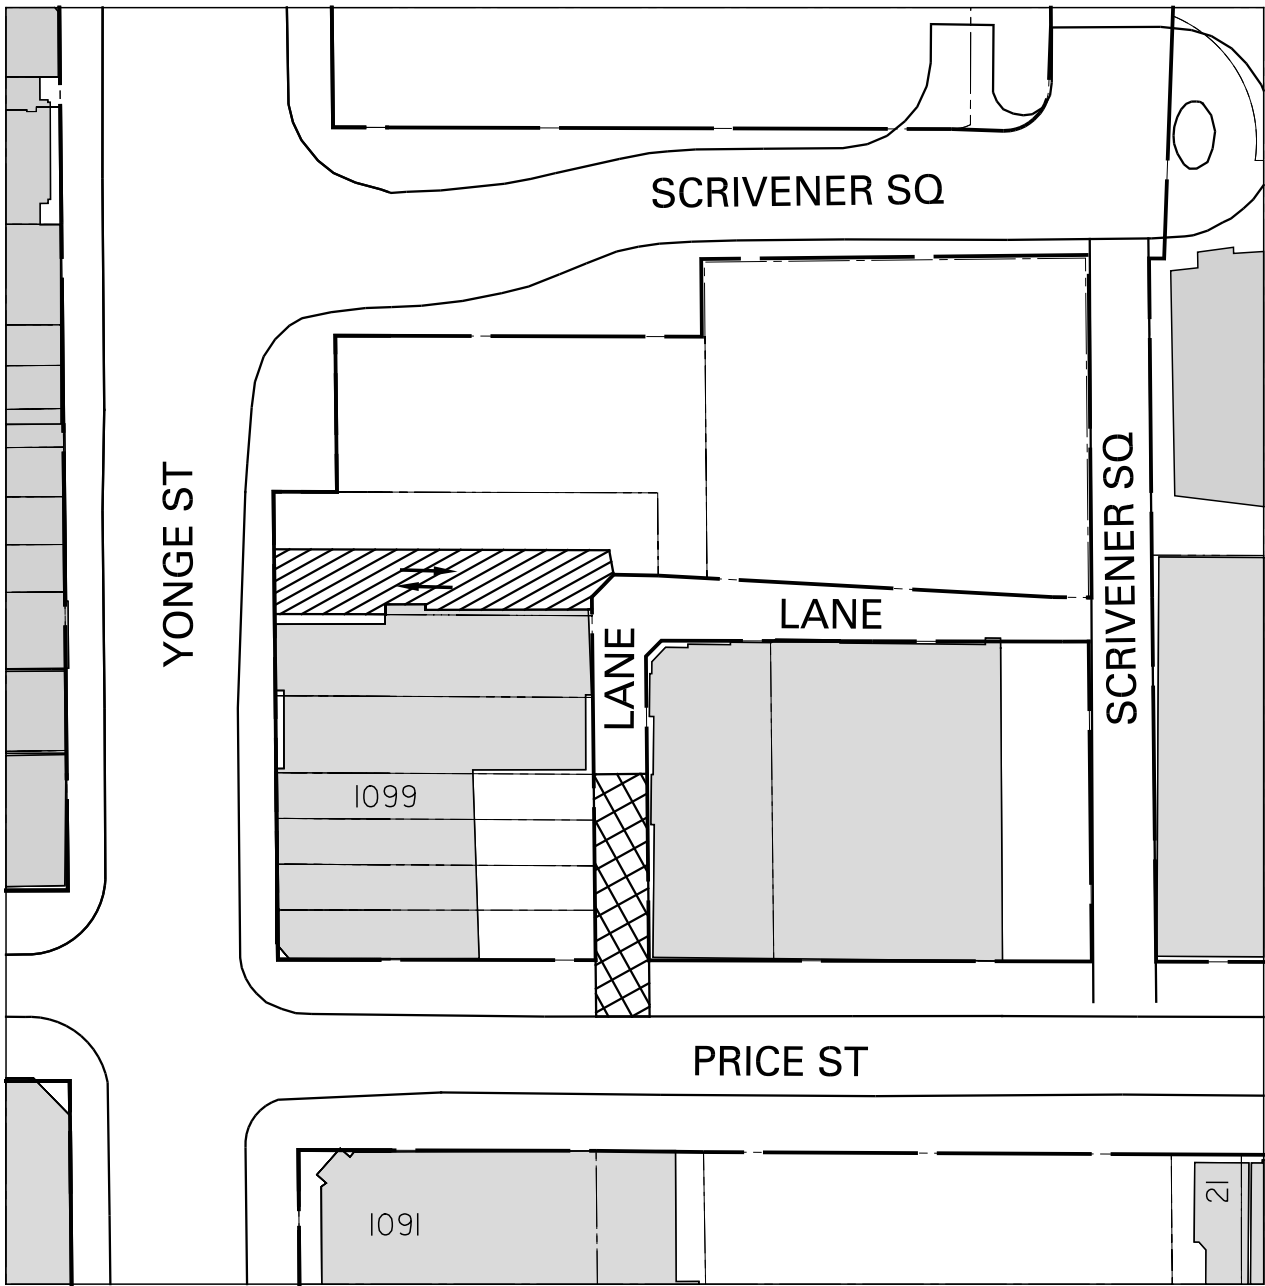 SCRIVENER SQ
YONGE ST
SCRIVENER SQ
LANE
LANE
1099
PRICE ST
1091
21